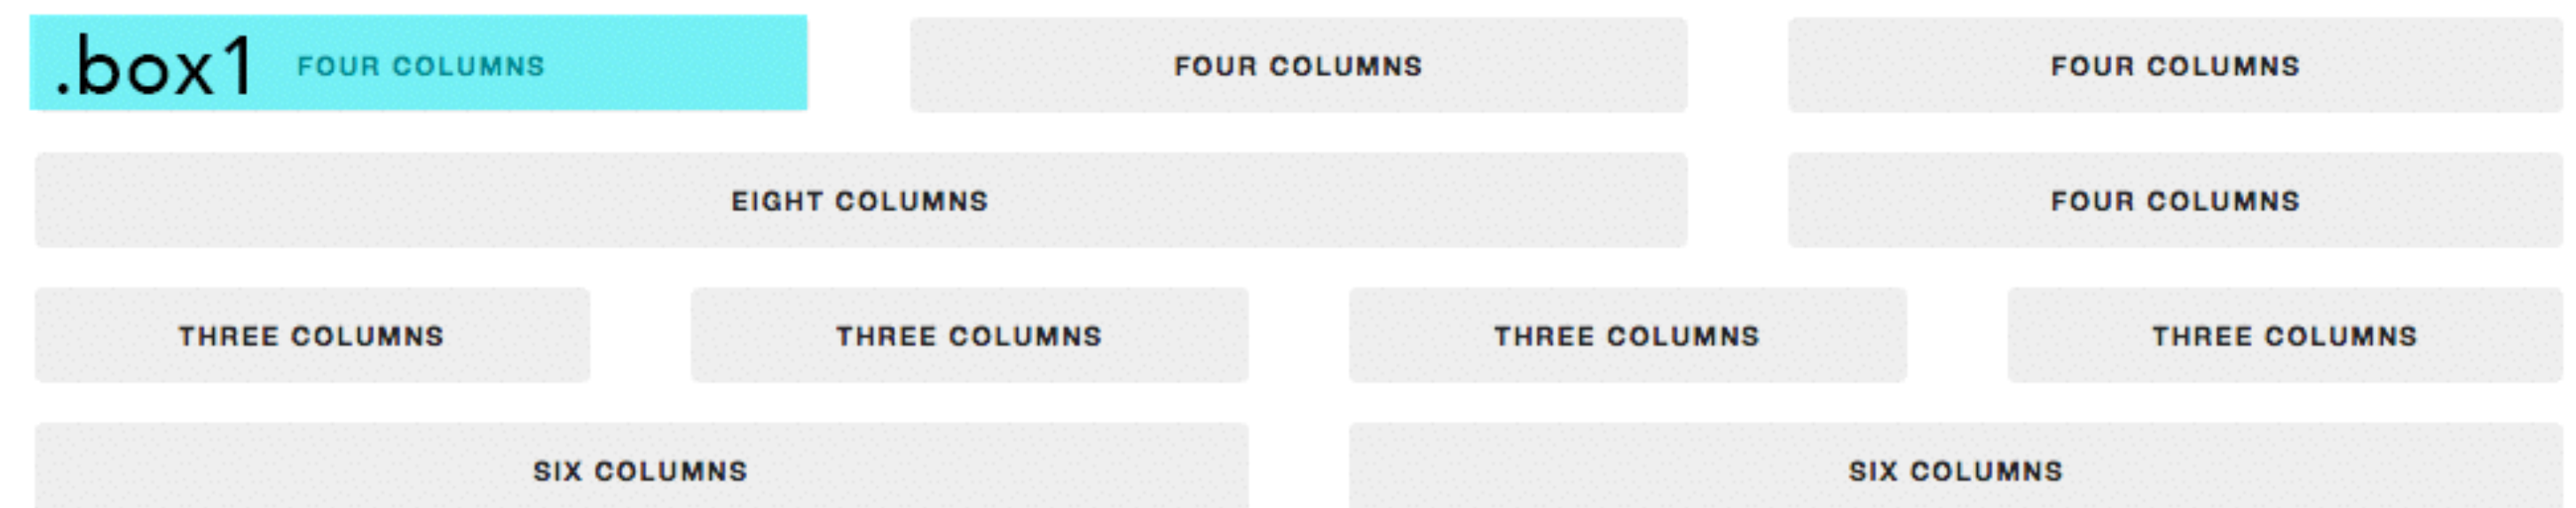 .box1 FOUR COLUMNS FOUR COLUMNS FOUR COLUMNS
EIGHT COLUMNS FOUR COLUMNS
THREE COLUMNS THREE COLUMNS THREE COLUMNS THREE COLUMNS
SIX COLUMNS SIX COLUMNS